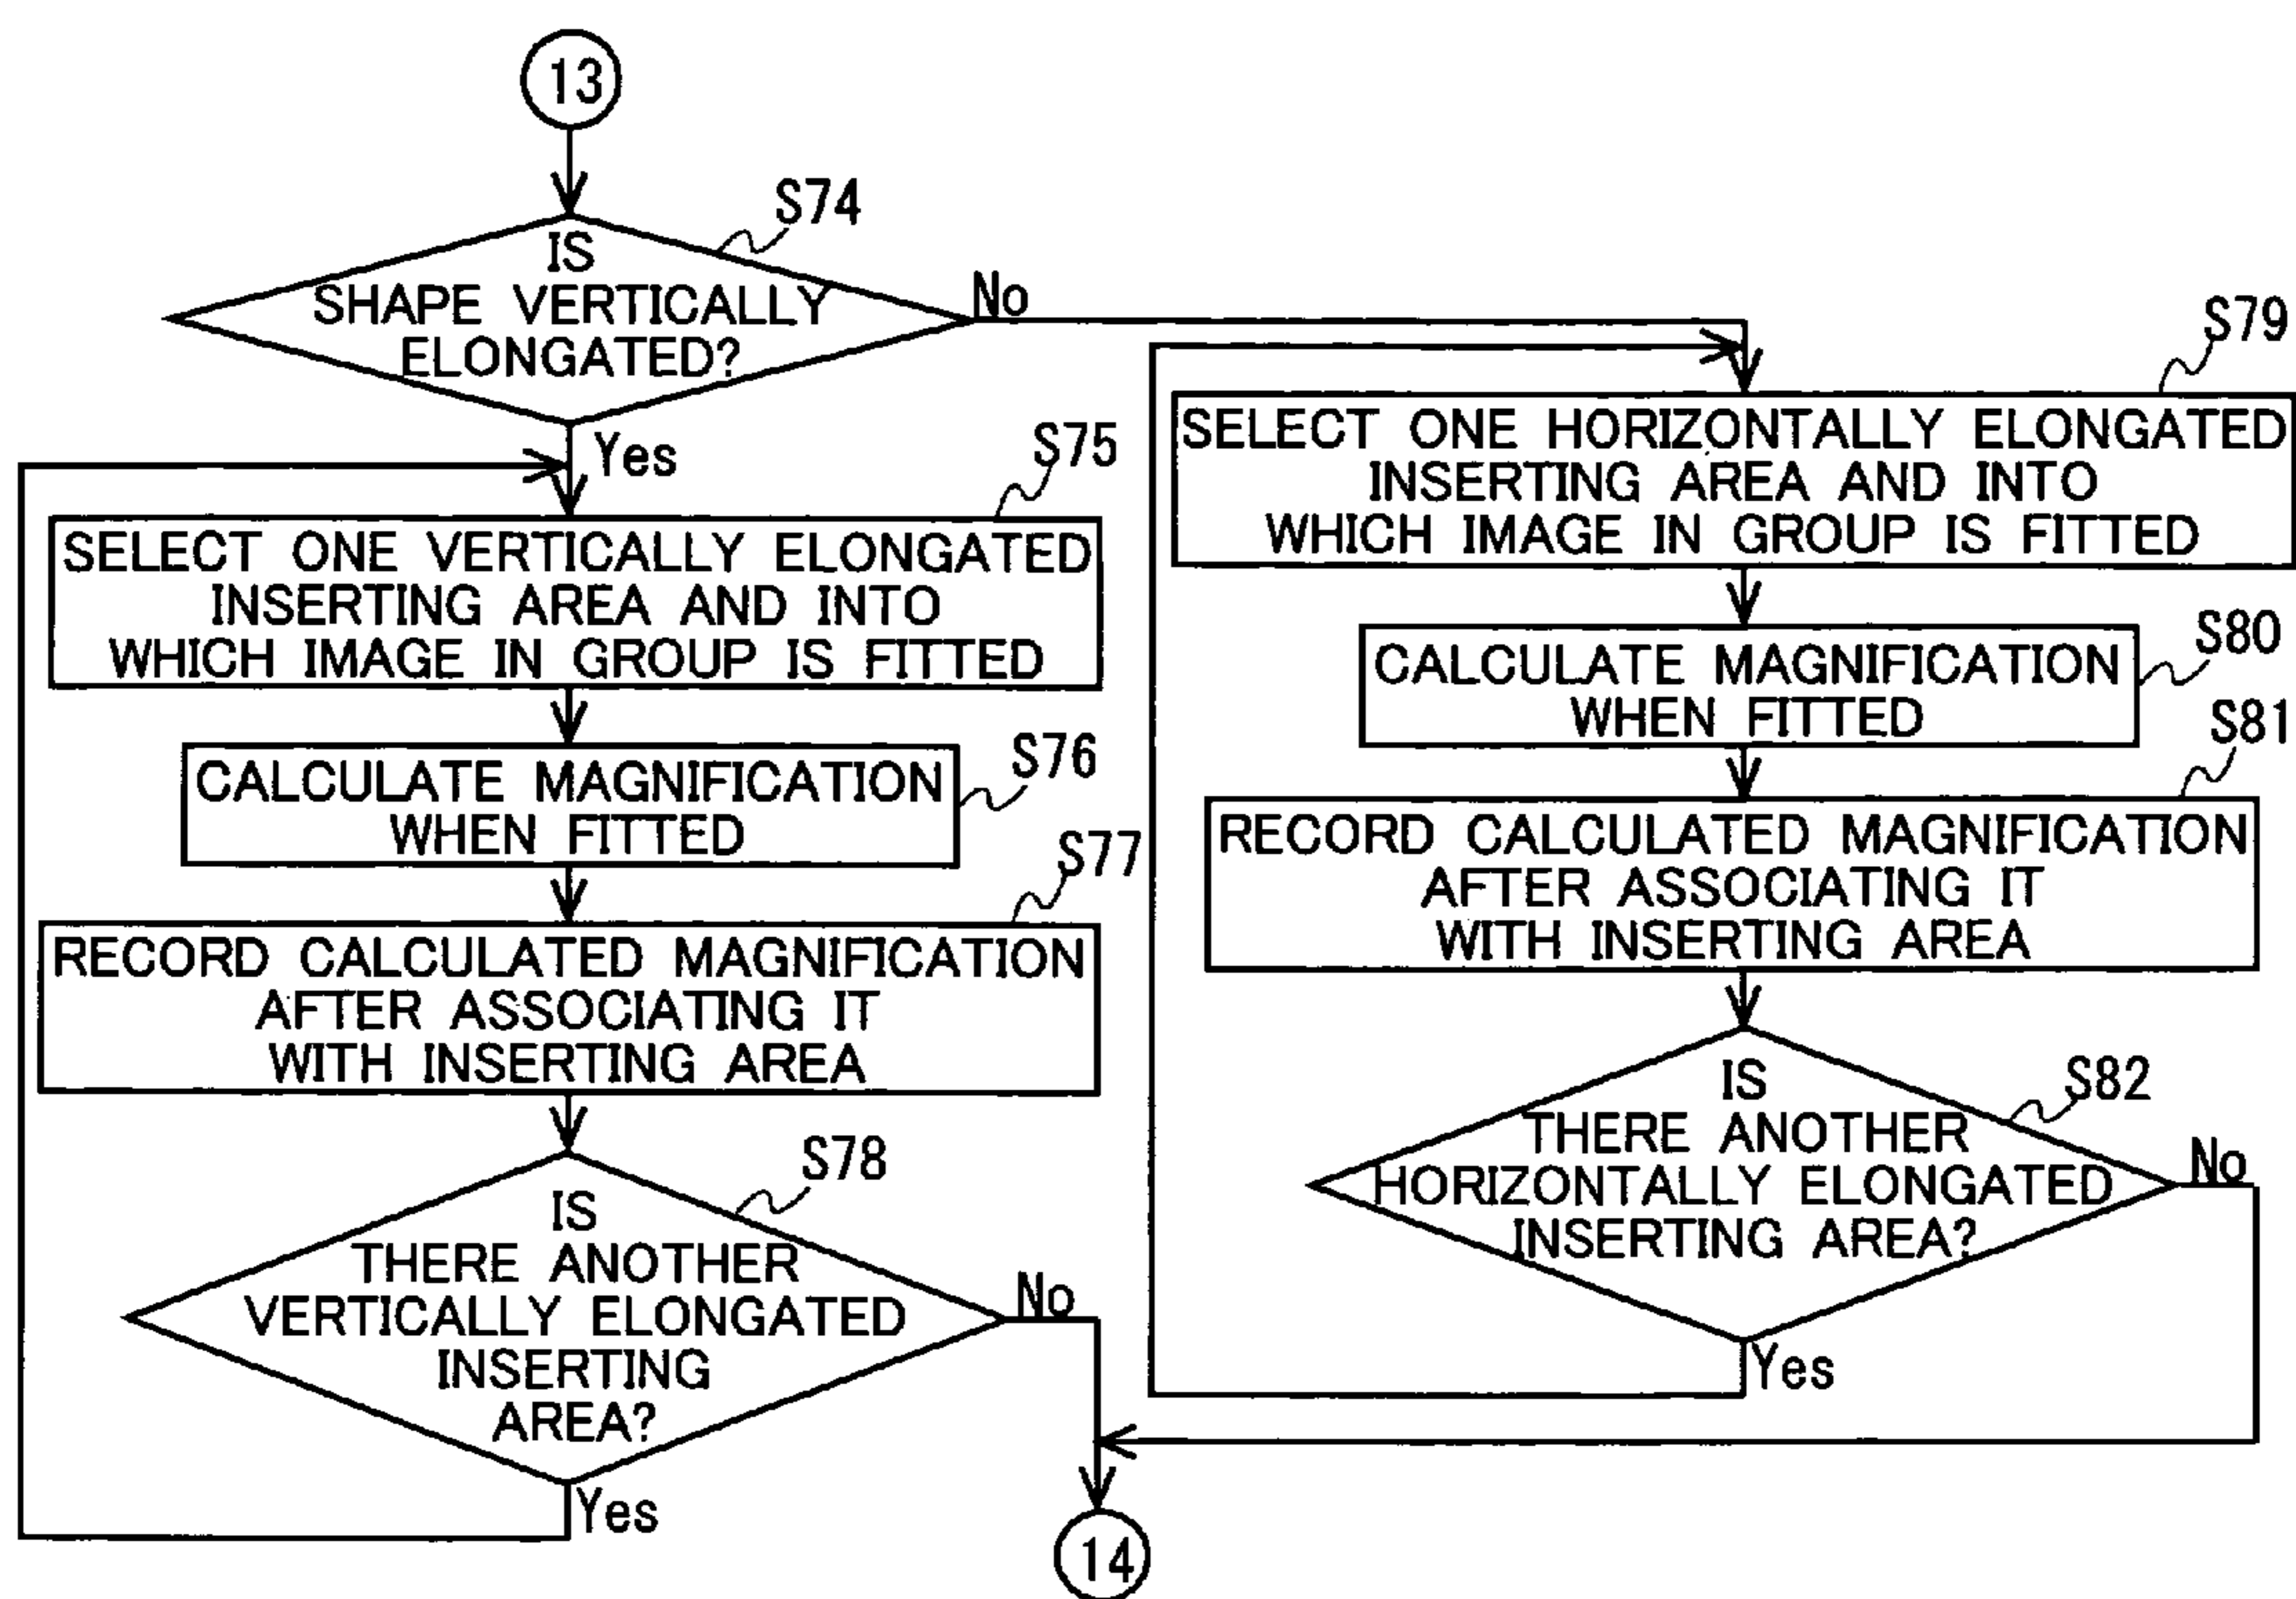 13
S74
IS
SHAPE VERTICALLY
ELONGATED?
No
Yes
S75
SELECT ONE VERTICALLY ELONGATED
INSERTING AREA AND INTO
WHICH IMAGE IN GROUP IS FITTED
S76
CALCULATE MAGNIFICATION
WHEN FITTED
S77
RECORD CALCULATED MAGNIFICATION
AFTER ASSOCIATING IT
WITH INSERTING AREA
S78
IS
THERE ANOTHER
VERTICALLY ELONGATED
INSERTING
AREA?
No
Yes
S79
SELECT ONE HORIZONTALLY ELONGATED
INSERTING AREA AND INTO
WHICH IMAGE IN GROUP IS FITTED
S80
CALCULATE MAGNIFICATION
WHEN FITTED
S81
RECORD CALCULATED MAGNIFICATION
AFTER ASSOCIATING IT
WITH INSERTING AREA
S82
IS
THERE ANOTHER
HORIZONTALLY ELONGATED
INSERTING AREA?
No
Yes
14